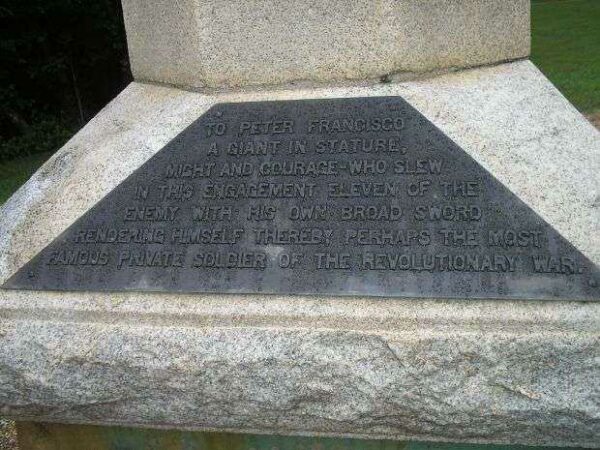 TO PETER FRANCISCO
A GIANT IN STATURE,
MIGHT AND COURAGE-WHO SLEW
IN THIS ENGAGEMENT ELEVEN OF THE
ENEMY WITH HIS OWN BROAD SWORD
RENDERING HIMSELF THEREBY PERHAPS THE MOST
FAMOUS PRIVATE SOLDIER OF THE REVOLUTIONARY WAR.